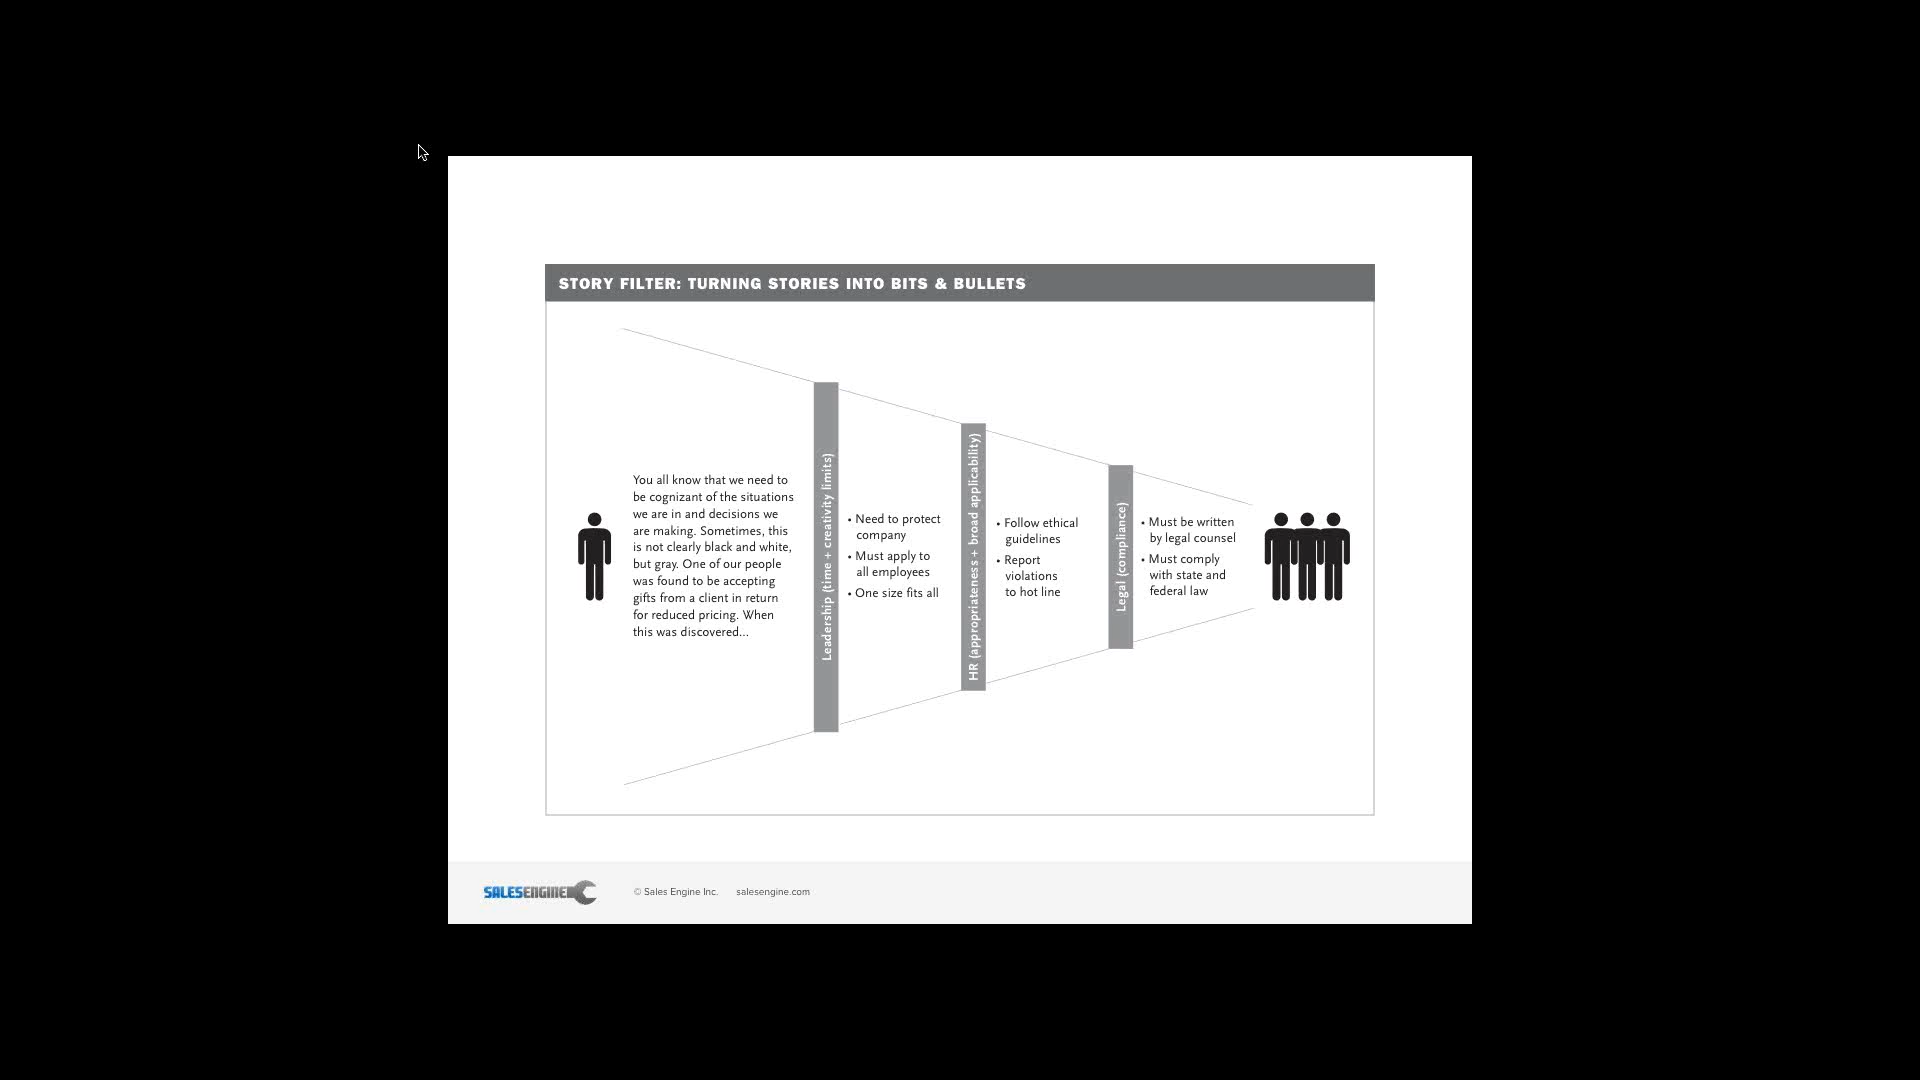 STORY FILTER: TURNING STORIES INTO BITS & BULLETS
You all know that we need to
be cognizant of the situations
we are in and decisions we
are making. Sometimes, this
is not clearly black and white,
but gray. One of our people
was found to be accepting
gifts from a client in return
for reduced pricing. When
this was discovered...
Leadership (time + creativity limits)
• Need to protect
company
• Must apply to
all employees
• One size fits all
HR (appropriateness + broad applicability)
• Follow ethical
guidelines
• Report
violations
to hot line
Legal (compliance)
• Must be written
by legal counsel
• Must comply
with state and
federal law
SALESENGINE
© Sales Engine Inc. salesengine.com